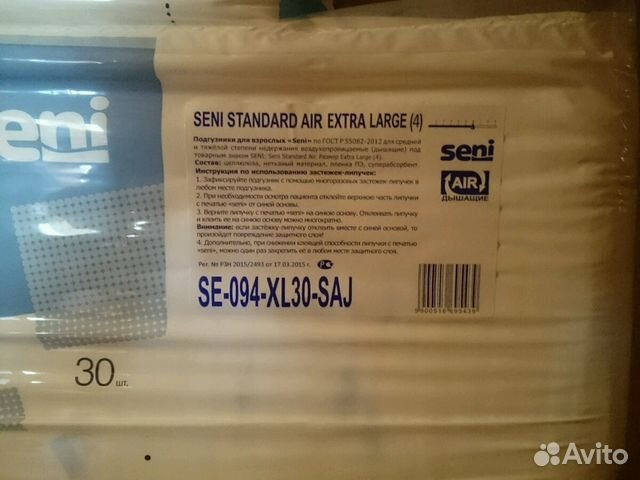 seni
SENI STANDARD AIR EXTRA LARGE (4)
Подгузники для взрослых «Seni» по ГОСТ Р 55082-2012 для средней
и тяжёлой степени недержания воздухопроницаемые (дышащие) под
товарным знаком SENI: Seni Standard Air. Размер Extra Large (4).
Состав: целлюлоза, нетканый материал, пленка ПЭ, суперабсорбент.
Инструкция по использованию застежек-липучек:
1. Зафиксируйте подгузник с помощью многоразовых застежек-липучек в
любом месте подгузника.
2. При необходимости осмотра пациента отклейте верхнюю часть липучки
с печатью «seni» от синей основы.
3. Верните липучку с печатью «seni» на синюю основу. Отклеивать липучку
и клеить ее на синюю основу можно многократно.
Внимание: если застёжку-липучку отклеить вместе с синей основой, то
произойдет повреждение защитного слоя!
4. Дополнительно, при снижении клеящей способности липучки с печатью
«seni», можно один раз закрепить её в любом месте защитного слоя.
seni
AIR
ДЫШАЩИЕ
Рег. № РЗН 2015/2493 от 17.03.2015 г.
SE-094-XL30-SAJ
5900516693439
30 шт.
Avito